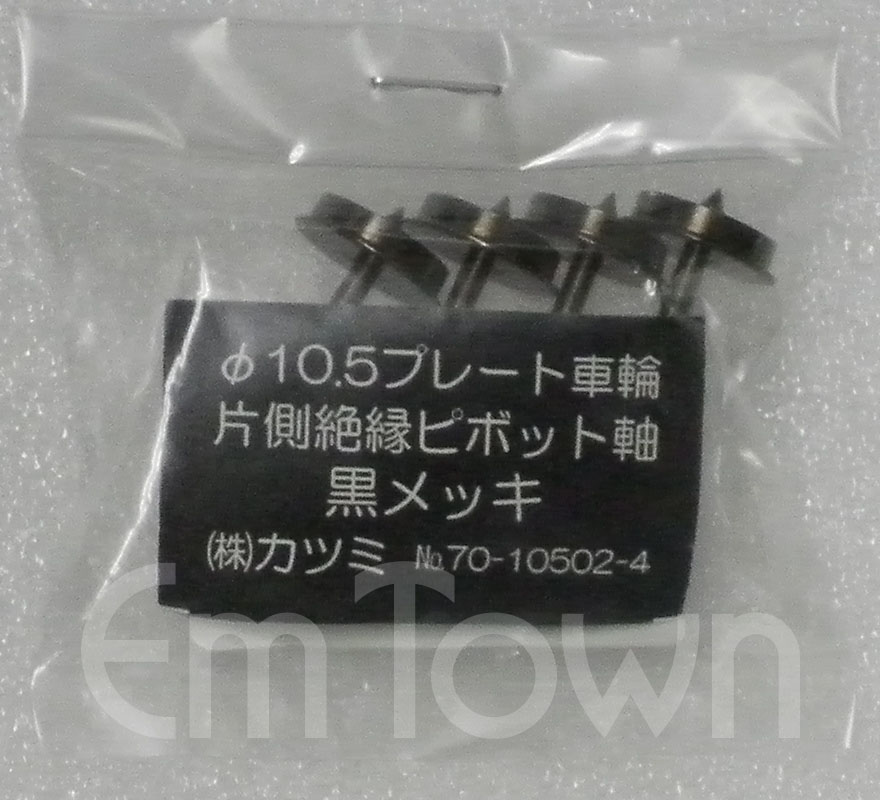 φ10.5プレート車輪
片側絶縁ピボット軸
黒メッキ
㈱カツミ №70-10502-4
Em Town